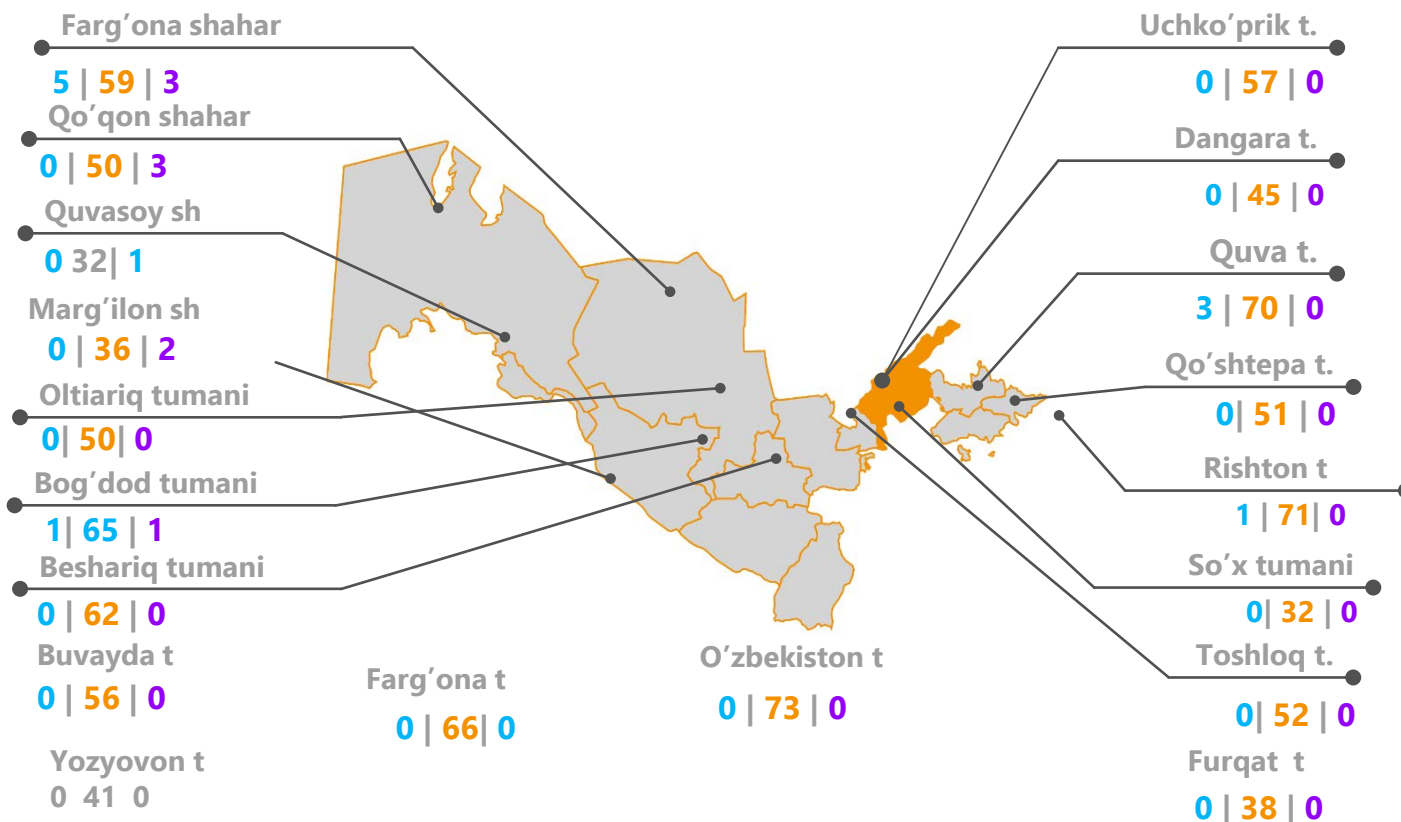 Farg’ona shahar
5 | 59 | 3
Qo’qon shahar
0 | 50 | 3
Quvasoy sh
0 32| 1
Marg’ilon sh
0 | 36 | 2
Oltiariq tumani
0| 50| 0
Bog’dod tumani
1| 65 | 1
Beshariq tumani
0 | 62 | 0
Buvayda t
0 | 56 | 0
Yozyovon t
0 41 0
Farg’ona t
0 | 66| 0
O’zbekiston t
0 | 73 | 0
Uchko’prik t.
0 | 57 | 0
Dangara t.
0 | 45 | 0
Quva t.
3 | 70 | 0
Qo’shtepa t.
0| 51 | 0
Rishton t
1 | 71| 0
So’x tumani
0| 32 | 0
Toshloq t.
0| 52 | 0
Furqat t
0 | 38 | 0